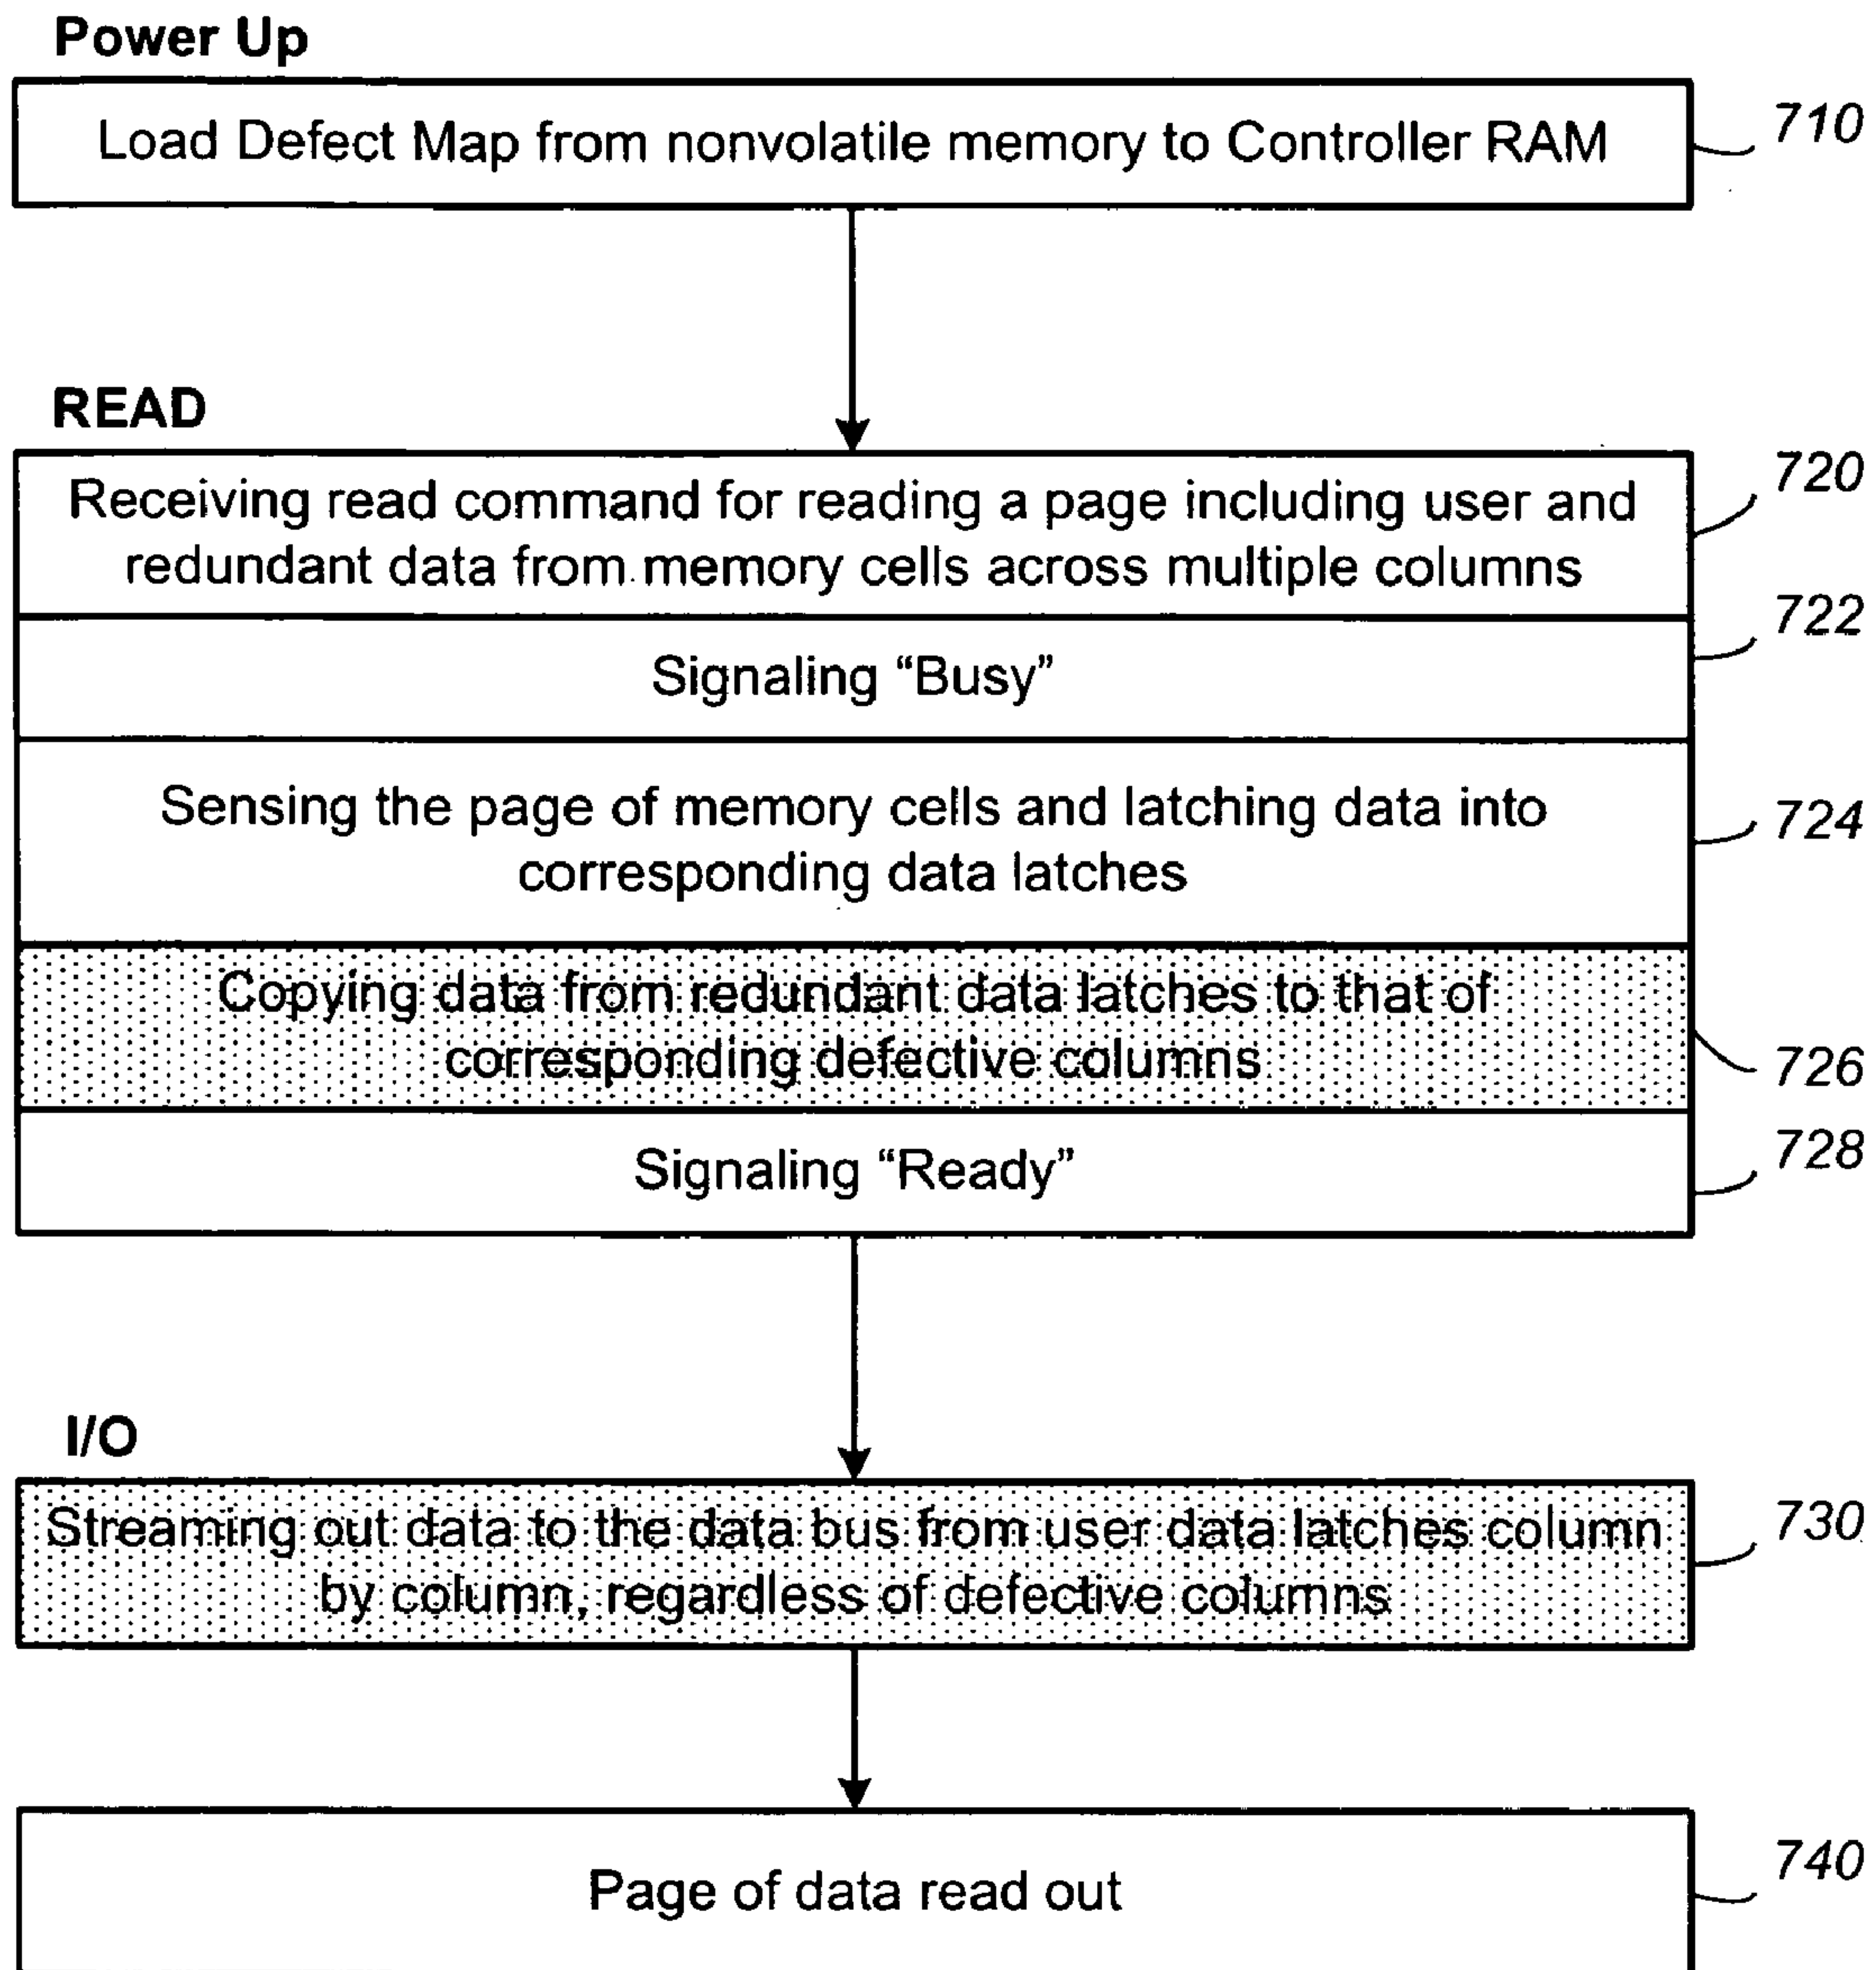 Power Up
Load Defect Map from nonvolatile memory to Controller RAM
710
READ
Receiving read command for reading a page including user and
redundant data from memory cells across multiple columns
720
Signaling “Busy”
722
Sensing the page of memory cells and latching data into
corresponding data latches
724
Copying data from redundant data latches to that of
corresponding defective columns
726
Signaling “Ready”
728
I/O
Streaming out data to the data bus from user data latches column
by column, regardless of defective columns
730
Page of data read out
740